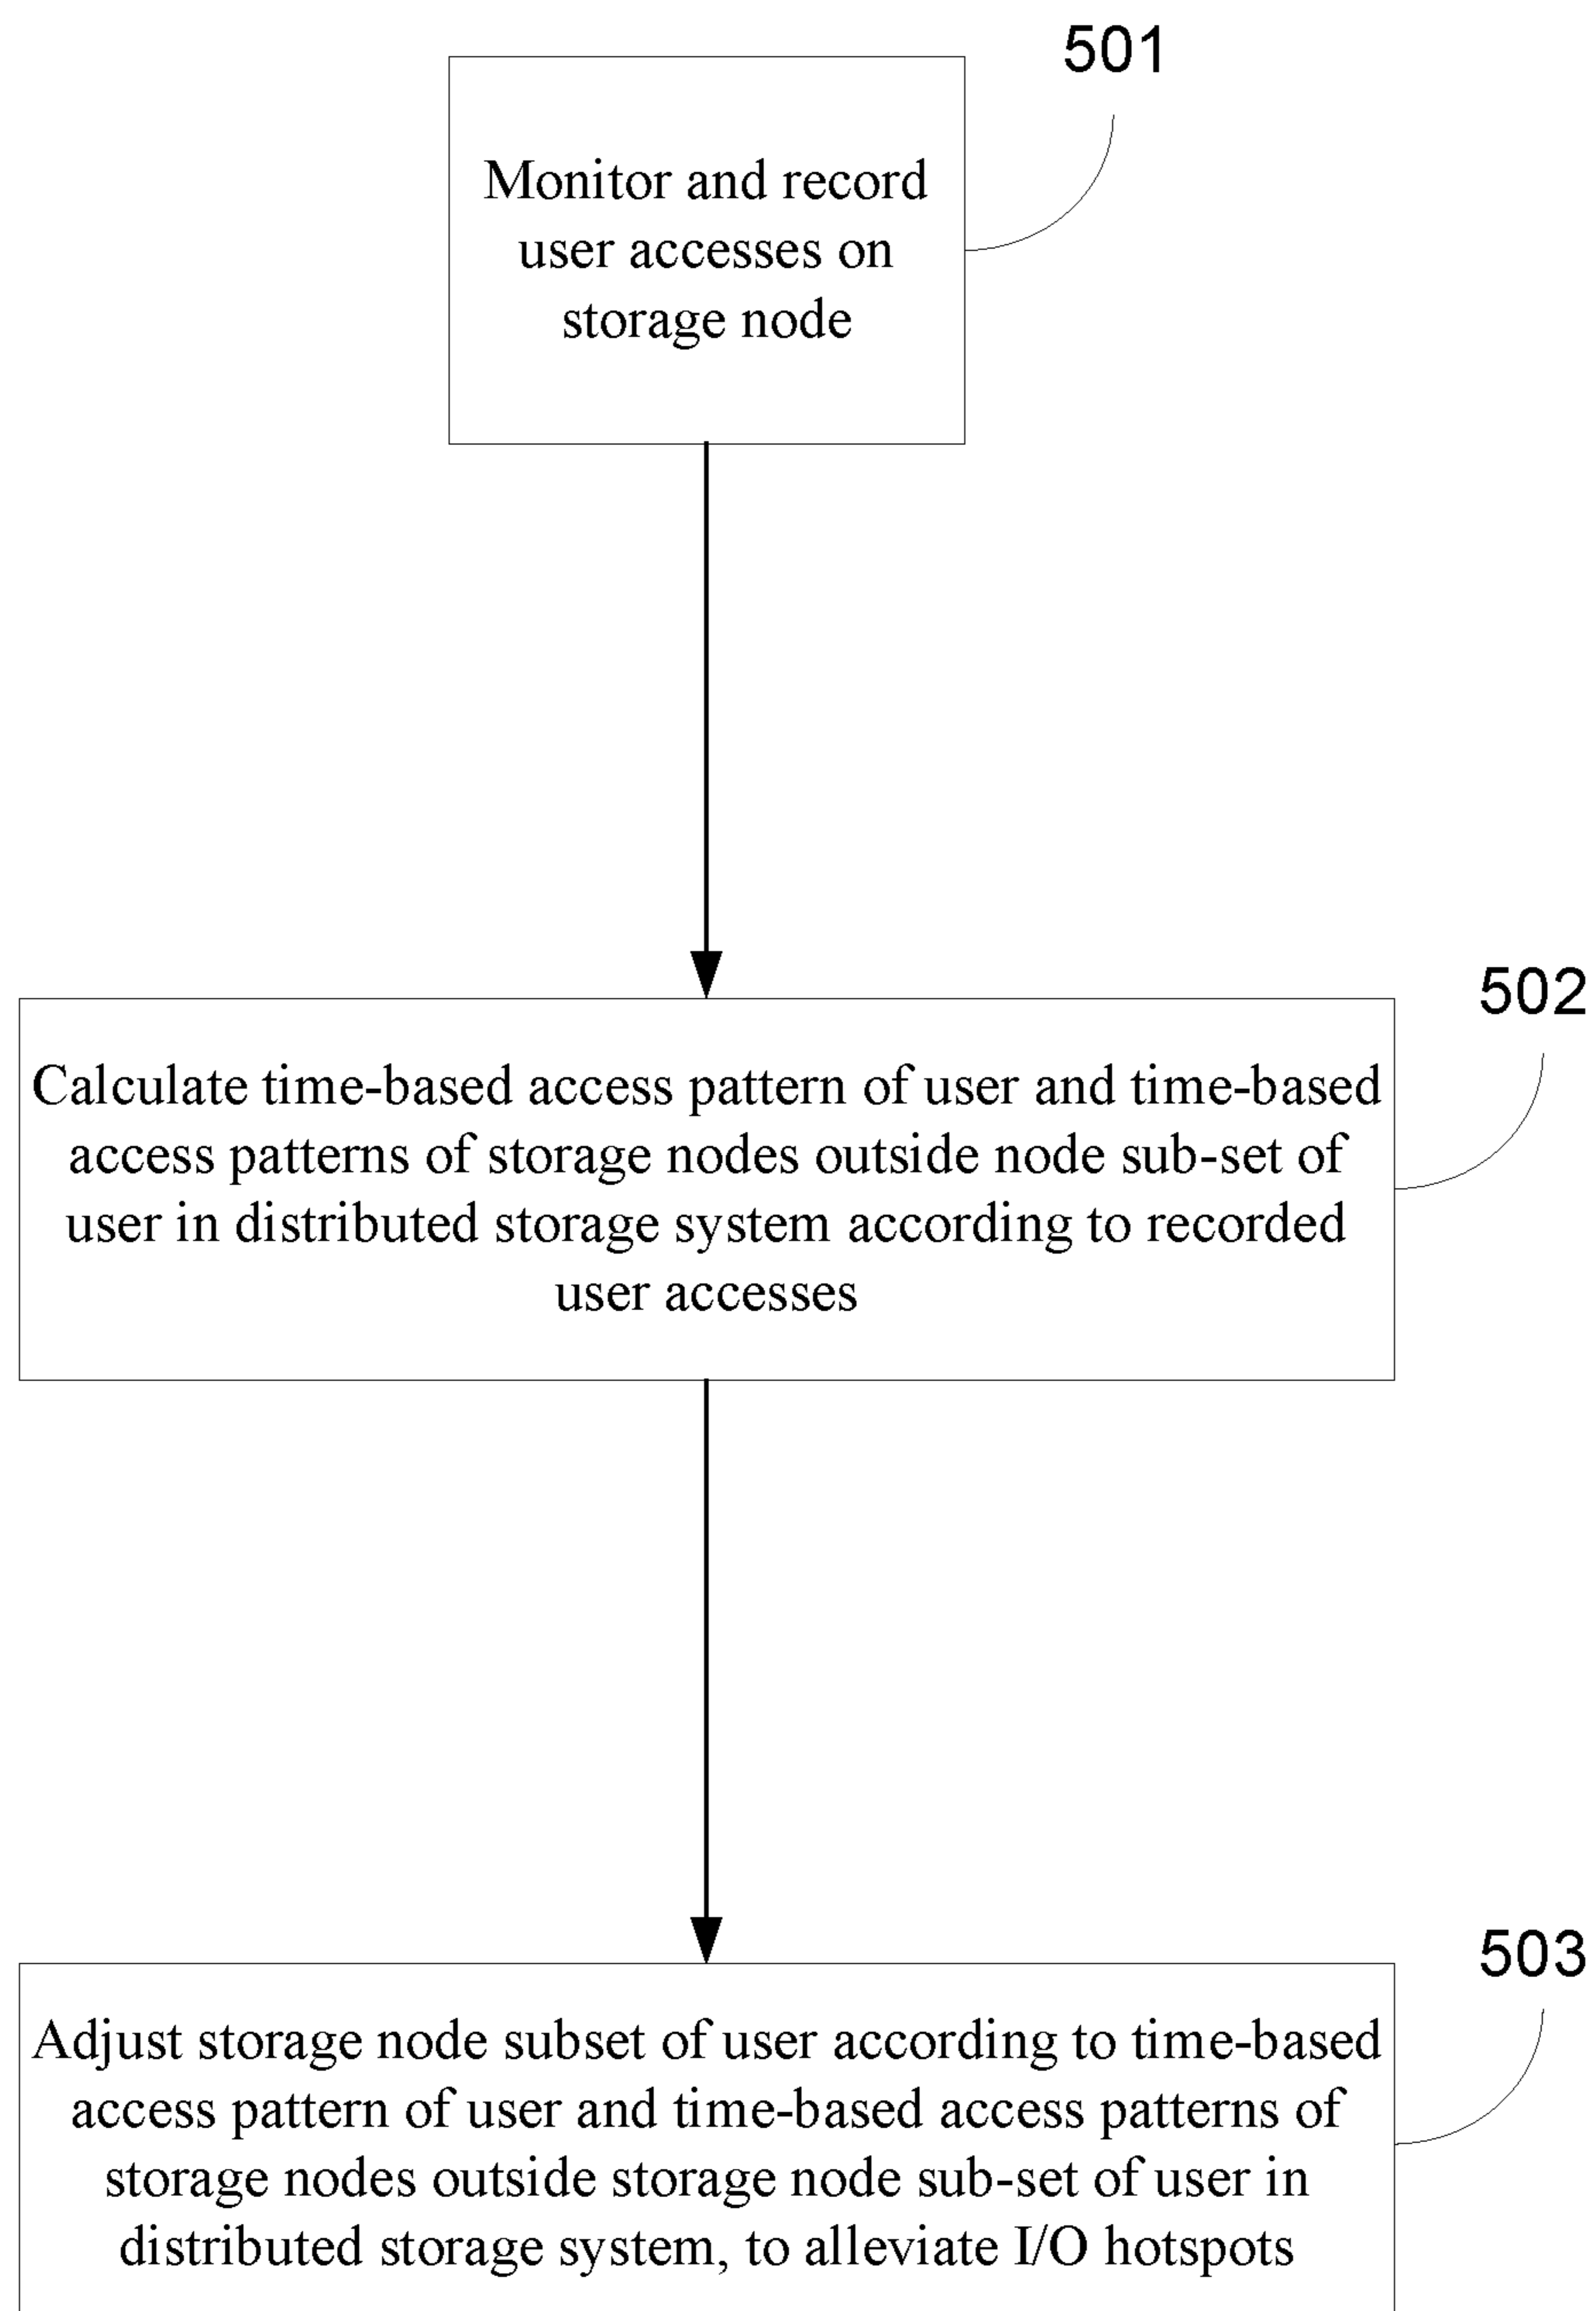 501
Monitor and record
user accesses on
storage node
502
Calculate time-based access pattern of user and time-based
access patterns of storage nodes outside node sub-set of
user in distributed storage system according to recorded
user accesses
503
Adjust storage node subset of user according to time-based
access pattern of user and time-based access patterns of
storage nodes outside storage node sub-set of user in
distributed storage system, to alleviate I/O hotspots